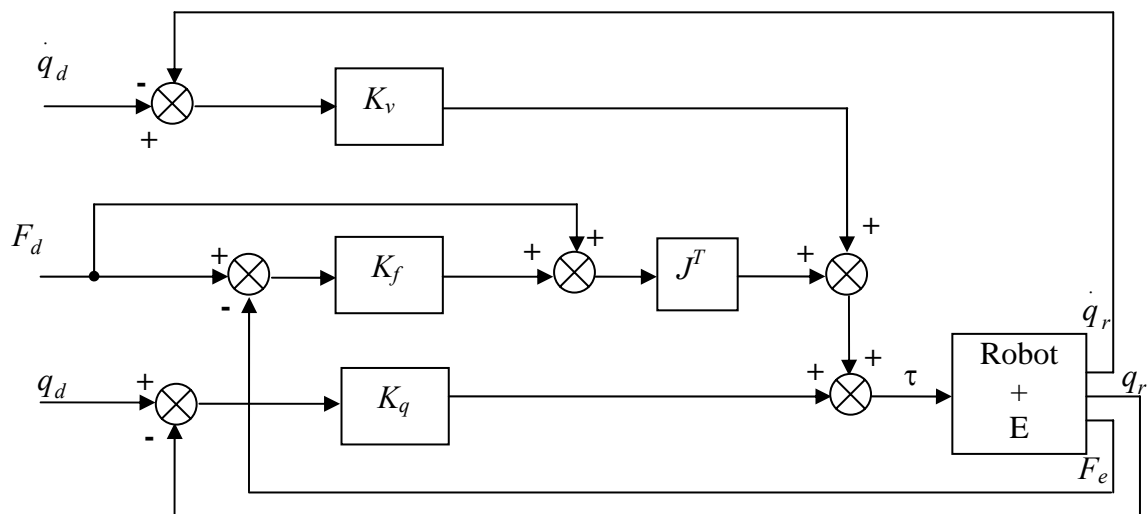 q̇_d
-
+
K_v
F_d
+
-
K_f
+
+
J^T
+
+
q_d
+
-
K_q
+
+
τ
Robot
+
E
q̇_r
q_r
F_e